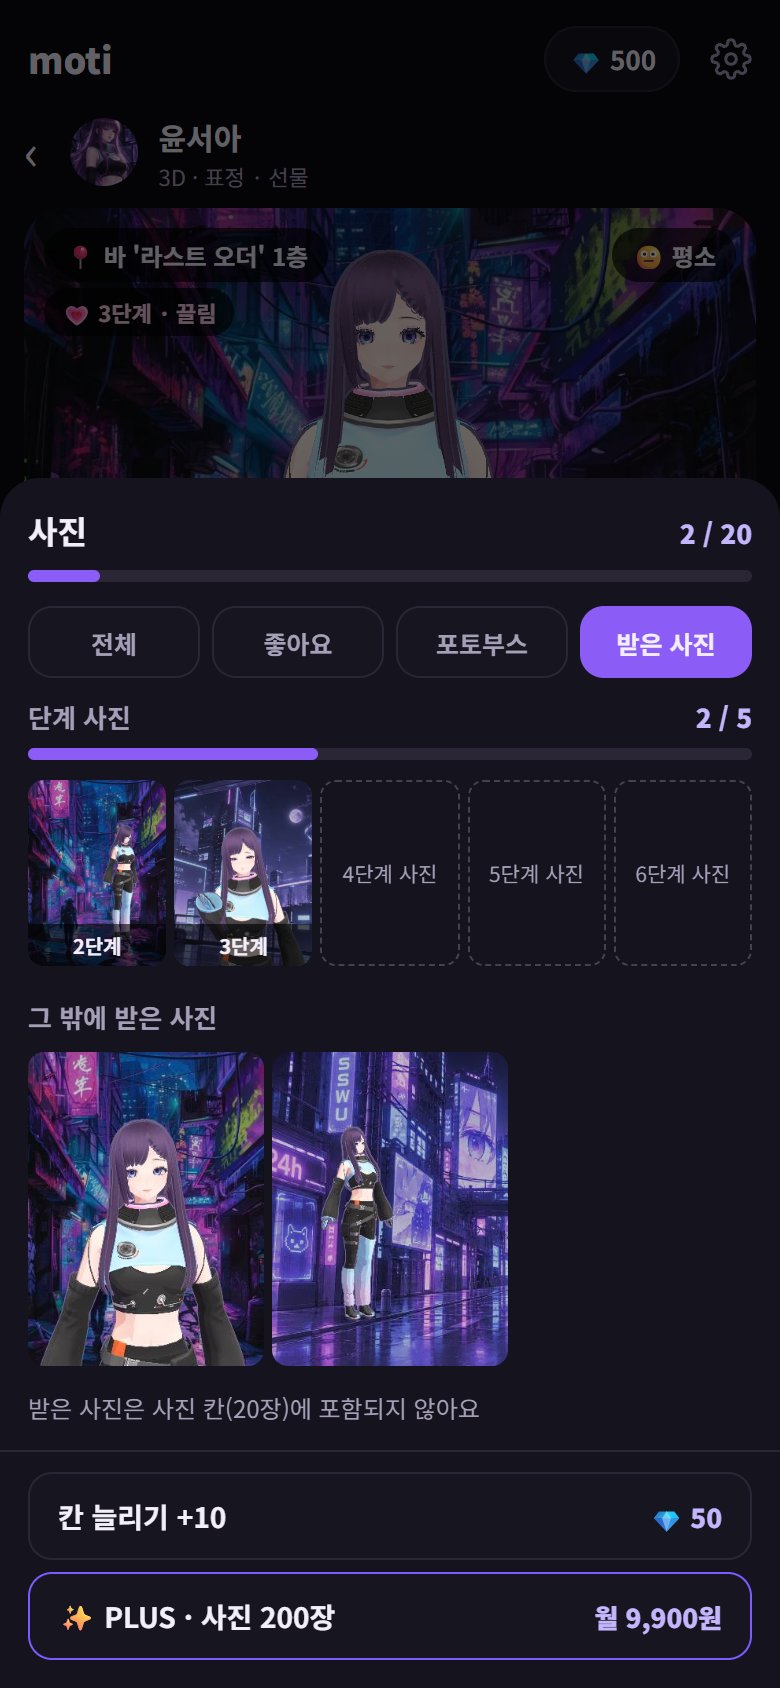 moti
💎 500
윤서아
3D · 표정 · 선물
📍 바 '라스트 오더' 1층
😳 평소
💗 3단계 · 끌림
사진
2 / 20
전체
좋아요
포토부스
받은 사진
단계 사진
2 / 5
2단계
3단계
4단계 사진
5단계 사진
6단계 사진
그 밖에 받은 사진
SSWU
24h
받은 사진은 사진 칸(20장)에 포함되지 않아요
칸 늘리기 +10
💎 50
✨ PLUS · 사진 200장
월 9,900원